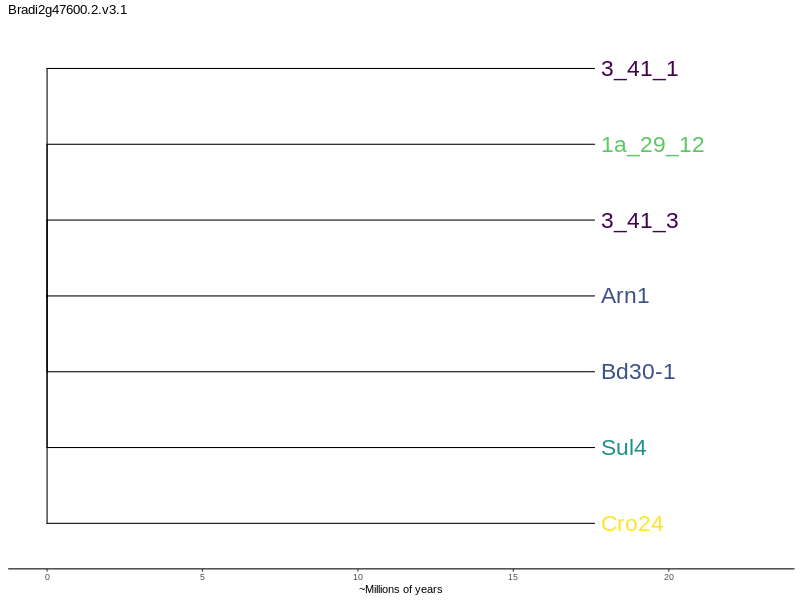 Bradi2g47600.2.v3.1
3_41_1
1a_29_12
3_41_3
Arn1
Bd30-1
Sul4
Cro24
0 5 10 15 20
~Millions of years